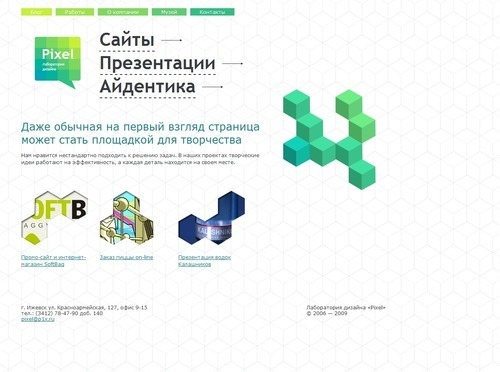 Блог
Работы
О компании
Музей
Контакты
Pixel
лаборатория
дизайна
Сайты
Презентации
Айдентика
Даже обычная на первый взгляд страница
может стать площадкой для творчества
Нам нравится нестандартно подходить к решению задач. В наших проектах творческие
идеи работают на эффективность, а каждая деталь находится на своем месте.
OFTB
AGG
KALASHNIK
Промо-сайт и интернет-
магазин SoftBag
Заказ пиццы on-line
Презентация водок
Калашников
г. Ижевск ул. Красноармейская, 127, офис 9-15
тел.: (3412) 78-47-90 доб. 140
pixel@p1x.ru
Лаборатория дизайна «Pixel»
© 2006 — 2009